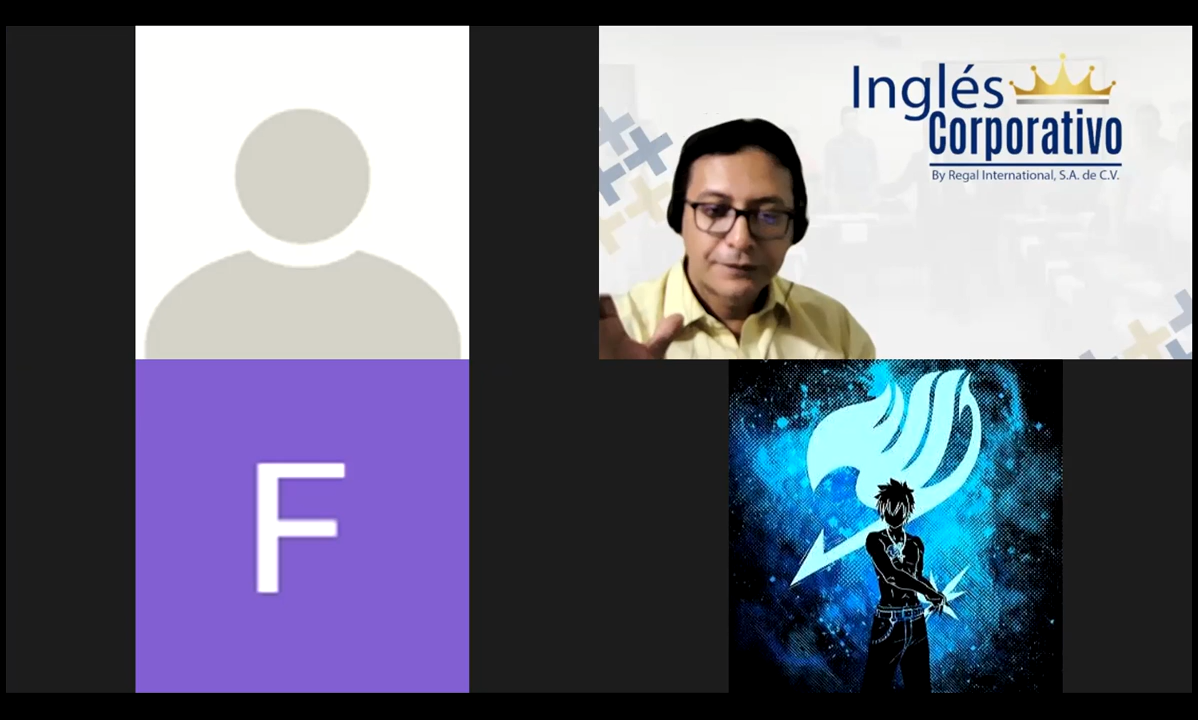 Inglés
Corporativo
By Regal International, S.A. de C.V.
F